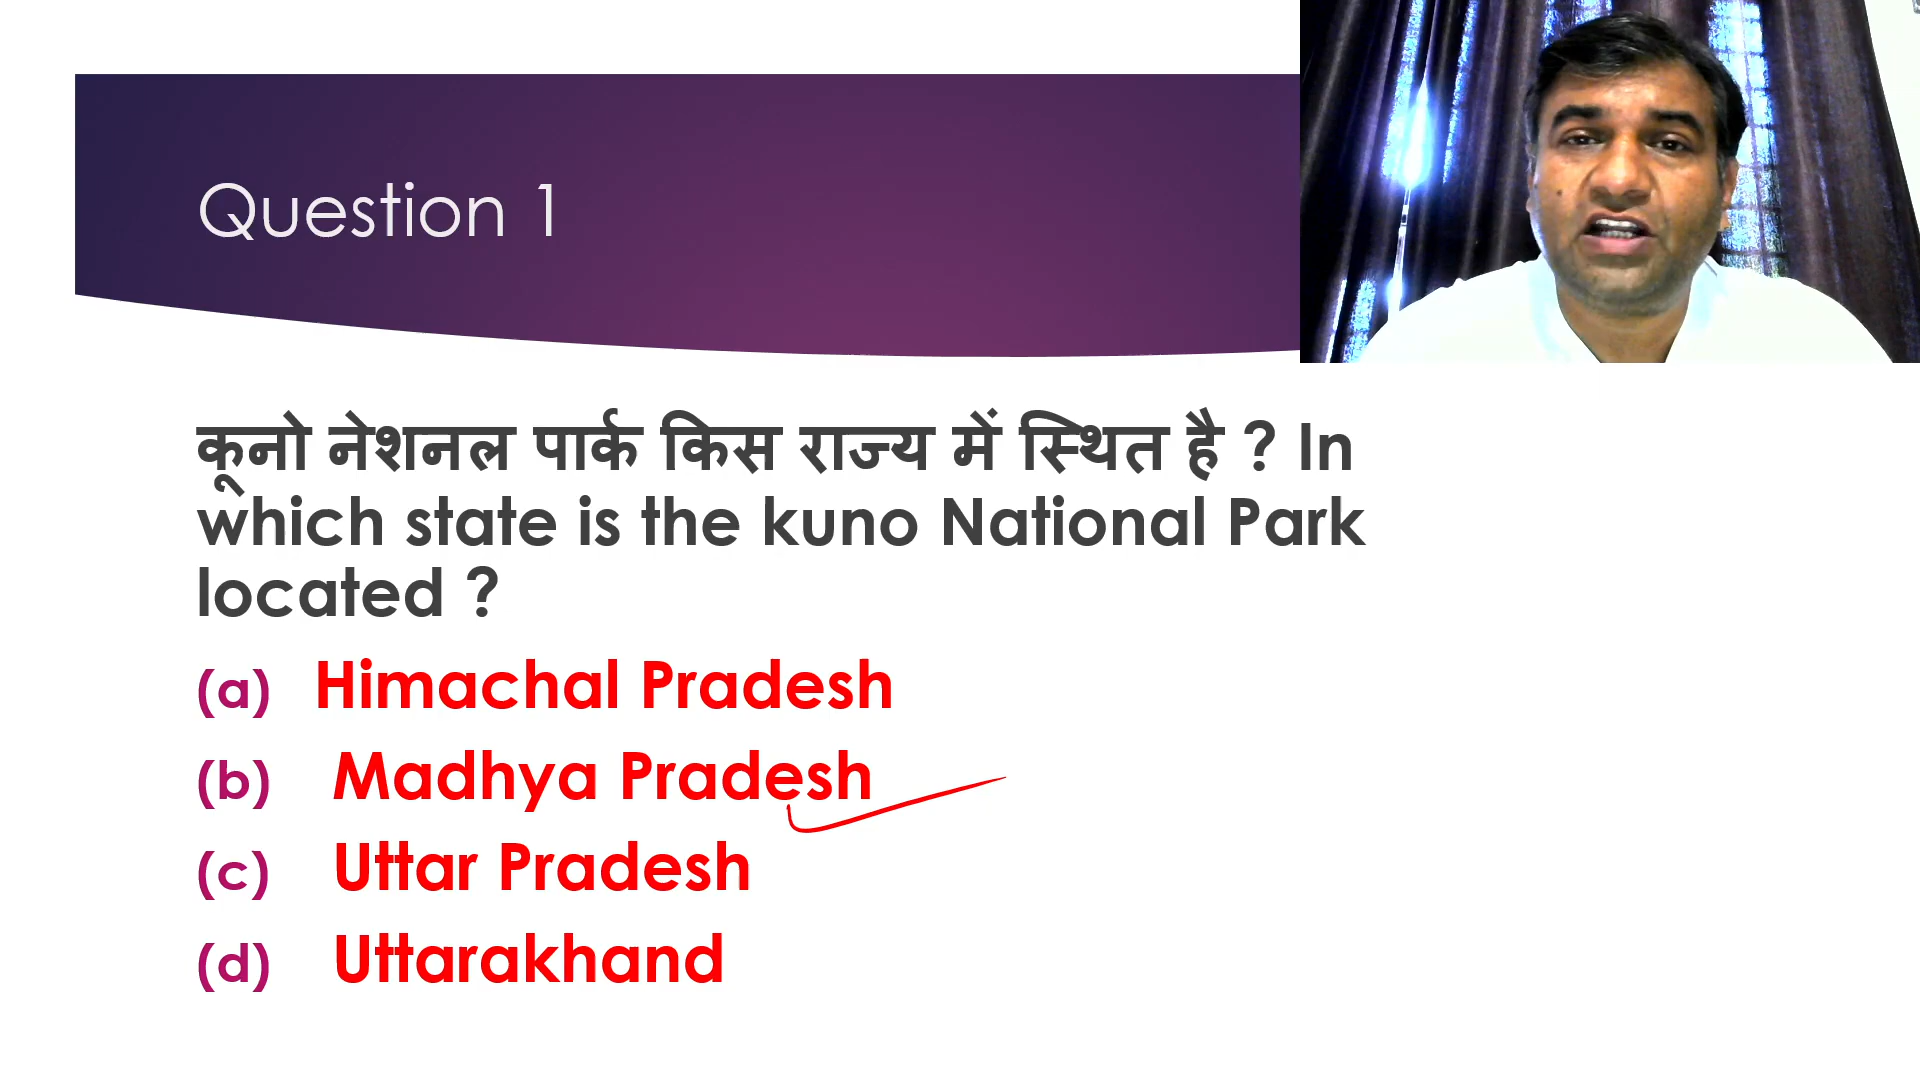 Question 1
कूनो नेशनल पार्क किस राज्य में स्थित है ? In
which state is the kuno National Park
located ?
(a) Himachal Pradesh
(b) Madhya Pradesh
(c) Uttar Pradesh
(d) Uttarakhand